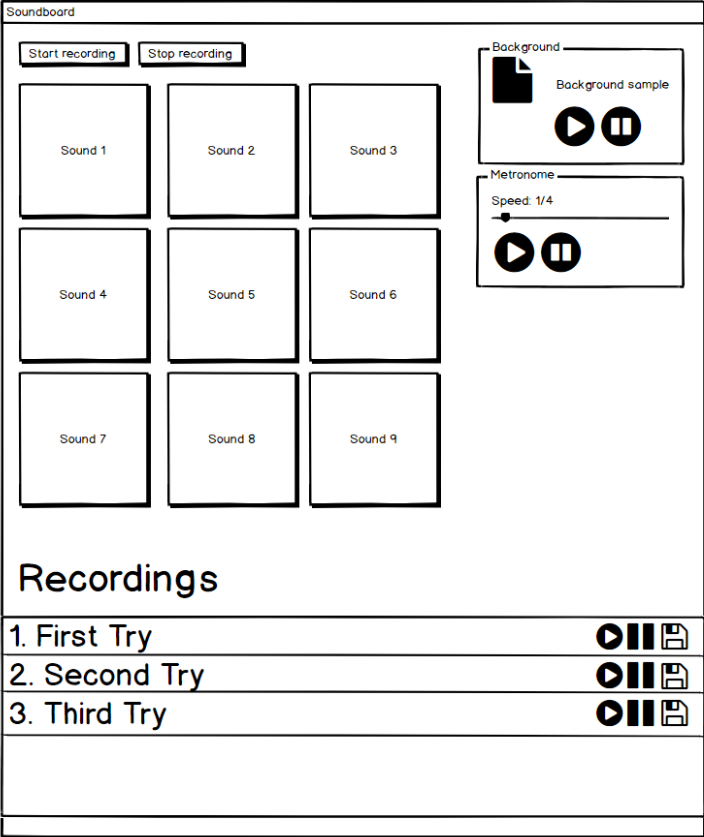 Soundboard
Start recording
Stop recording
Background
Background sample
Sound 1
Sound 2
Sound 3
Metronome
Speed: 1/4
Sound 4
Sound 5
Sound 6
Sound 7
Sound 8
Sound 9
Recordings
1. First Try
2. Second Try
3. Third Try